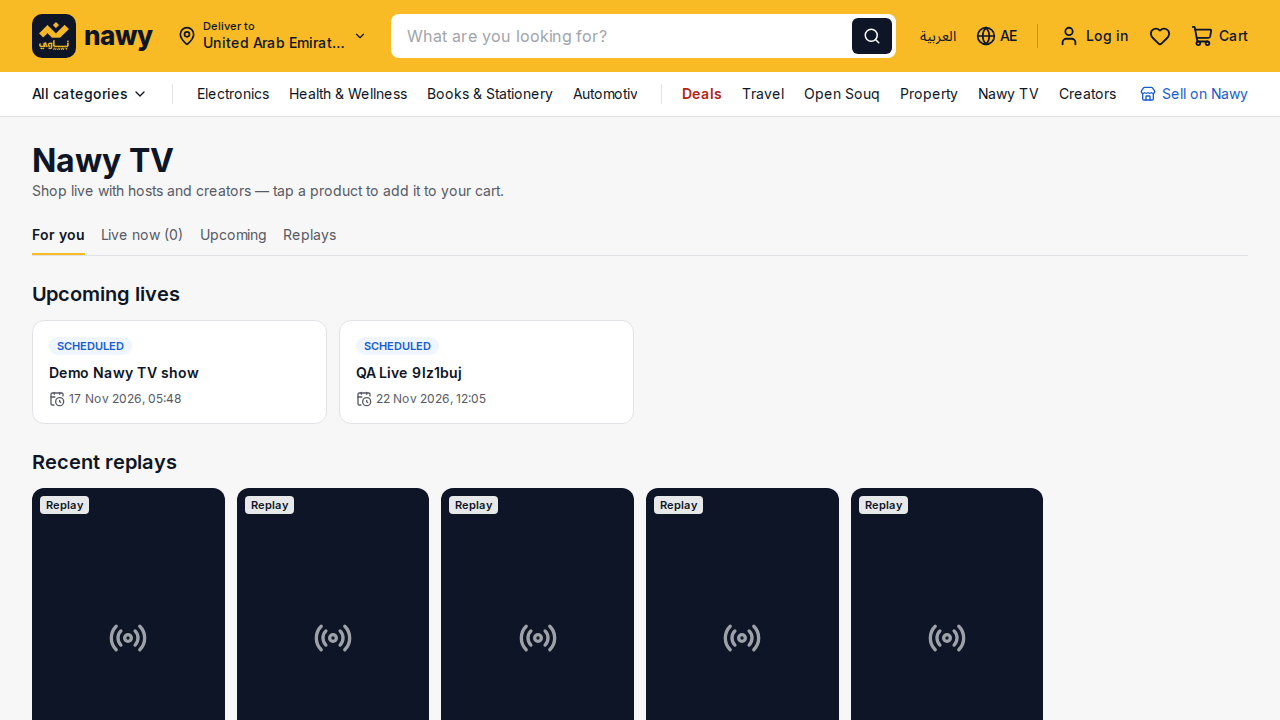 نـــاوي
nawy
Deliver to
United Arab Emirat...
What are you looking for?
العربية
AE
Log in
Cart
All categories
Electronics
Health & Wellness
Books & Stationery
Automotiv
Deals
Travel
Open Souq
Property
Nawy TV
Creators
Sell on Nawy
Nawy TV
Shop live with hosts and creators — tap a product to add it to your cart.
For you
Live now (0)
Upcoming
Replays
Upcoming lives
SCHEDULED
Demo Nawy TV show
17 Nov 2026, 05:48
SCHEDULED
QA Live 9lz1buj
22 Nov 2026, 12:05
Recent replays
Replay
Replay
Replay
Replay
Replay